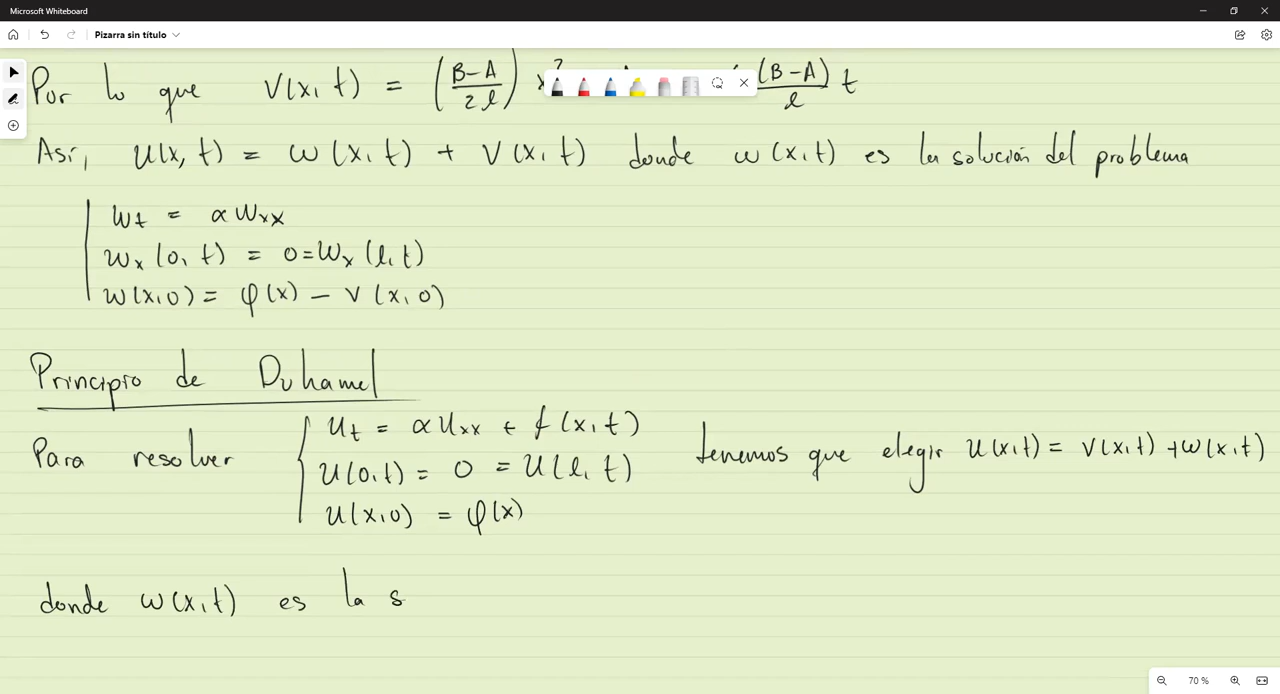 Microsoft Whiteboard
Pizarra sin título
Por lo que V(x,t) = (B-A / 2l) x² (B-A) / l t
Así, u(x,t) = w(x,t) + v(x,t) donde w(x,t) es la solución del problema
w_t = α w_xx
w_x(0,t) = 0 = w_x(l,t)
w(x,0) = φ(x) - v(x,0)
Principio de Duhamel
Para resolver
u_t = α u_xx + f(x,t)
u(0,t) = 0 = u(l,t)
u(x,0) = φ(x)
tenemos que elegir u(x,t) = v(x,t) + w(x,t)
donde w(x,t) es la s
70 %